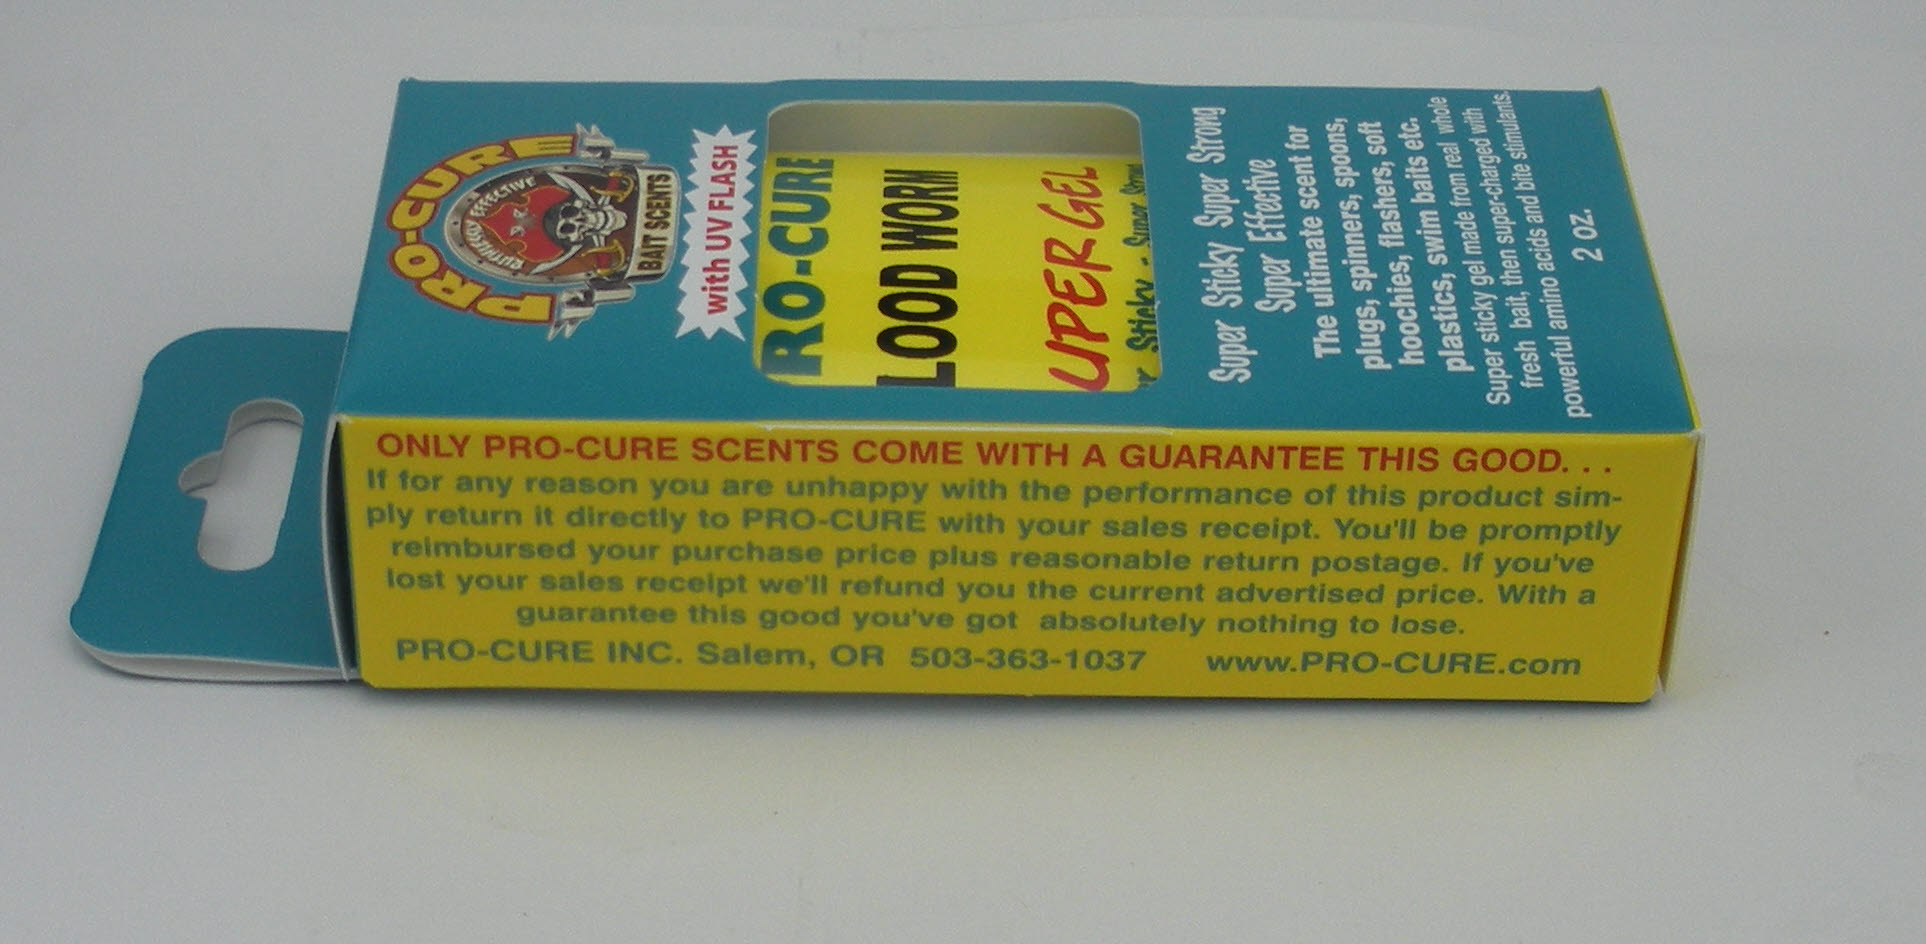 PRO-CURE
RUTHLESSLY EFFECTIVE
BAIT SCENTS
with UV FLASH
RO-CURE
LOOD WORM
UPER GEL
Sticky - Super
Super Sticky Super Strong
Super Effective
The ultimate scent for
plugs, spinners, spoons,
hoochies, flashers, soft
plastics, swim baits etc.
Super sticky gel made from real whole
fresh bait, then super-charged with
powerful amino acids and bite stimulants.
2 oz.
ONLY PRO-CURE SCENTS COME WITH A GUARANTEE THIS GOOD. . .
If for any reason you are unhappy with the performance of this product sim-
ply return it directly to PRO-CURE with your sales receipt. You'll be promptly
reimbursed your purchase price plus reasonable return postage. If you've
lost your sales receipt we'll refund you the current advertised price. With a
guarantee this good you've got absolutely nothing to lose.
PRO-CURE INC. Salem, OR 503-363-1037 www.PRO-CURE.com